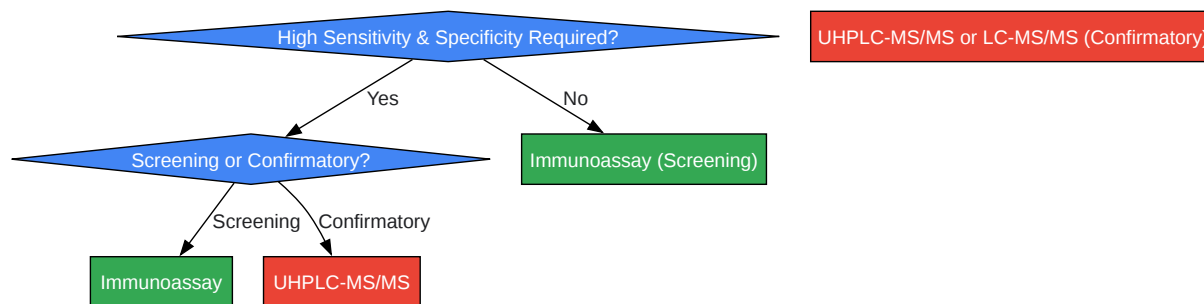 High Sensitivity & Specificity Required?
UHPLC-MS/MS or LC-MS/MS (Confirmatory)
Yes
No
Screening or Confirmatory?
Immunoassay (Screening)
Screening
Confirmatory
Immunoassay
UHPLC-MS/MS